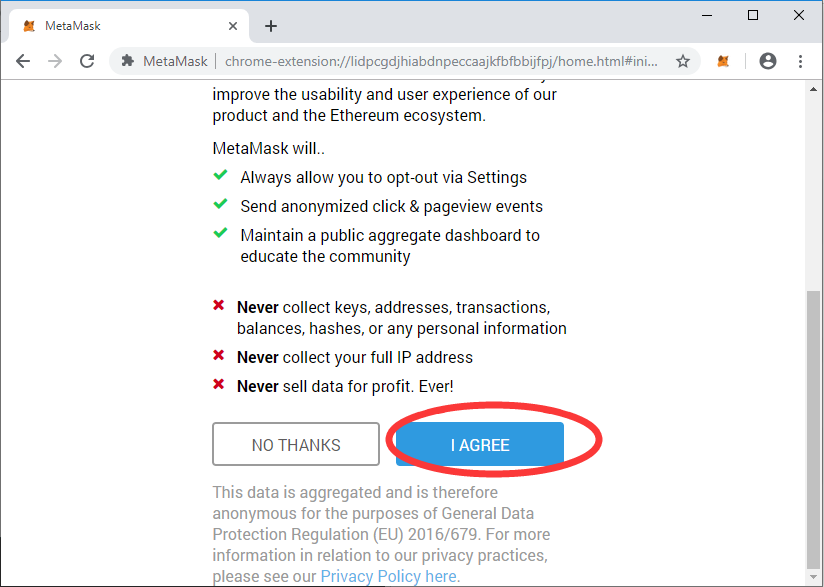 MetaMask
MetaMask | chrome-extension://lidpcgdjhiabdnpeccaajkfbfbbijfpj/home.html#ini...
improve the usability and user experience of our
product and the Ethereum ecosystem.
MetaMask will..
Always allow you to opt-out via Settings
Send anonymized click & pageview events
Maintain a public aggregate dashboard to
educate the community
Never collect keys, addresses, transactions,
balances, hashes, or any personal information
Never collect your full IP address
Never sell data for profit. Ever!
NO THANKS
I AGREE
This data is aggregated and is therefore
anonymous for the purposes of General Data
Protection Regulation (EU) 2016/679. For more
information in relation to our privacy practices,
please see our Privacy Policy here.